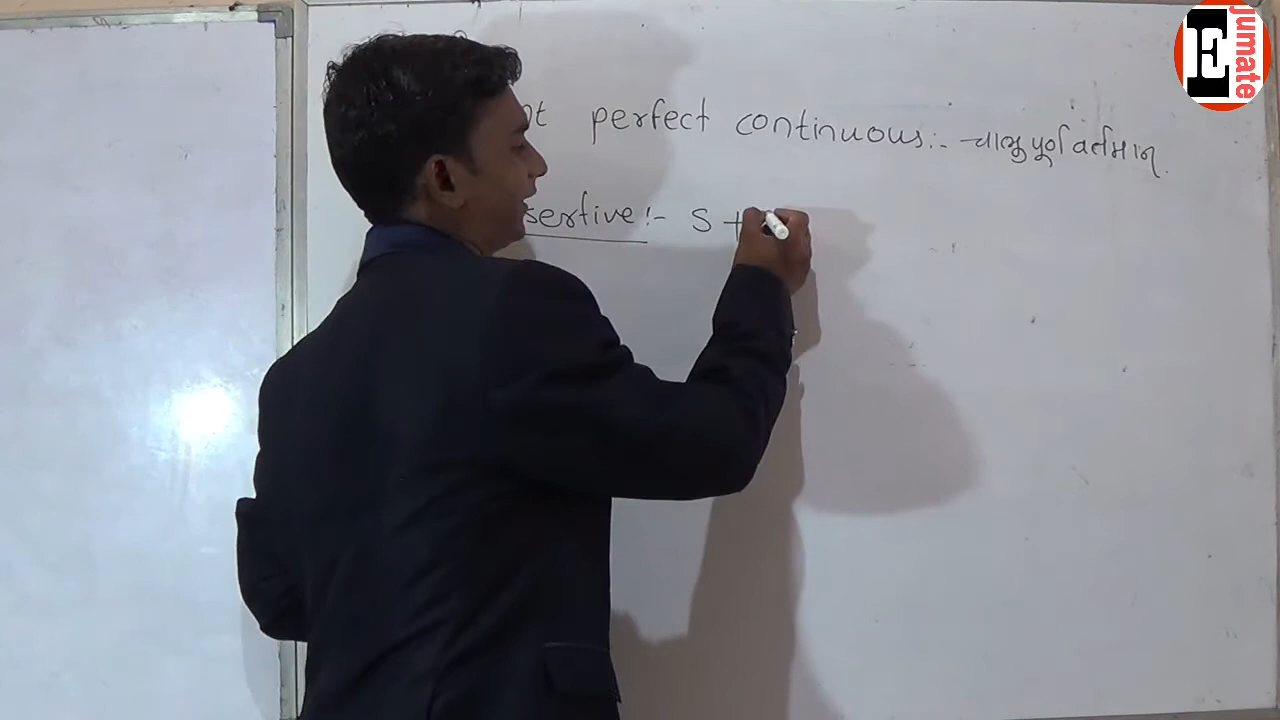 perfect continuous:- ચાલુ પૂર્ણ વર્તમાન
sertive :- S +
E Jumate